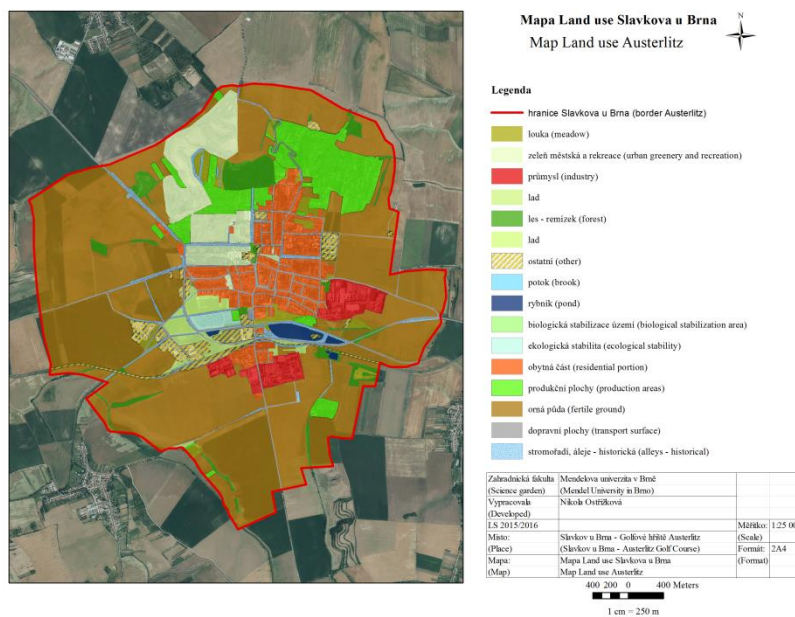 Mapa Land use Slavkova u Brna
Map Land use Austerlitz
N
Legenda
hranice Slavkova u Brna (border Austerlitz)
louka (meadow)
zeleň městská a rekreace (urban greenery and recreation)
průmysl (industry)
lad
les - remízek (forest)
lad
ostatní (other)
potok (brook)
rybník (pond)
biologická stabilizace území (biological stabilization area)
ekologická stabilita (ecological stability)
obytná část (residential portion)
produkční plochy (production areas)
orná půda (fertile ground)
dopravní plochy (transport surface)
stromořadí, aleje - historická (alleys - historical)
Zahradnická fakulta Mendelova univerzita v Brně
(Science garden) (Mendel University in Brno)
Vypracovala Nikola Ostřížková
(Developed)
LS 2015/2016 Měřítko: 1:25 00
Místo: Slavkov u Brna - Golfové hřiště Austerlitz (Scale)
(Place) (Slavkov u Brna - Austerlitz Golf Course) Formát: 2A4
Mapa: Mapa Land use Slavkova u Brna (Format)
(Map) Map Land use Austerlitz
400 200 0 400 Meters
1 cm = 250 m